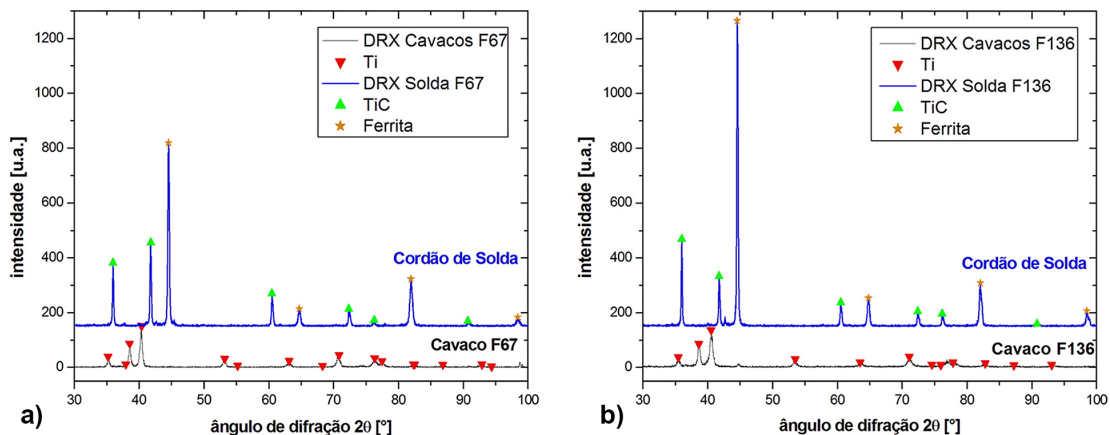 1200
1000
800
600
400
200
0
intensidade [u.a.]
DRX Cavacos F67
Ti
DRX Solda F67
TiC
Ferrita
Cordão de Solda
Cavaco F67
30 40 50 60 70 80 90 100
ângulo de difração 2θ [°]
a)
1200
1000
800
600
400
200
0
intensidade [u.a.]
DRX Cavacos F136
Ti
DRX Solda F136
TiC
Ferrita
Cordão de Solda
Cavaco F136
30 40 50 60 70 80 90 100
ângulo de difração 2θ [°]
b)